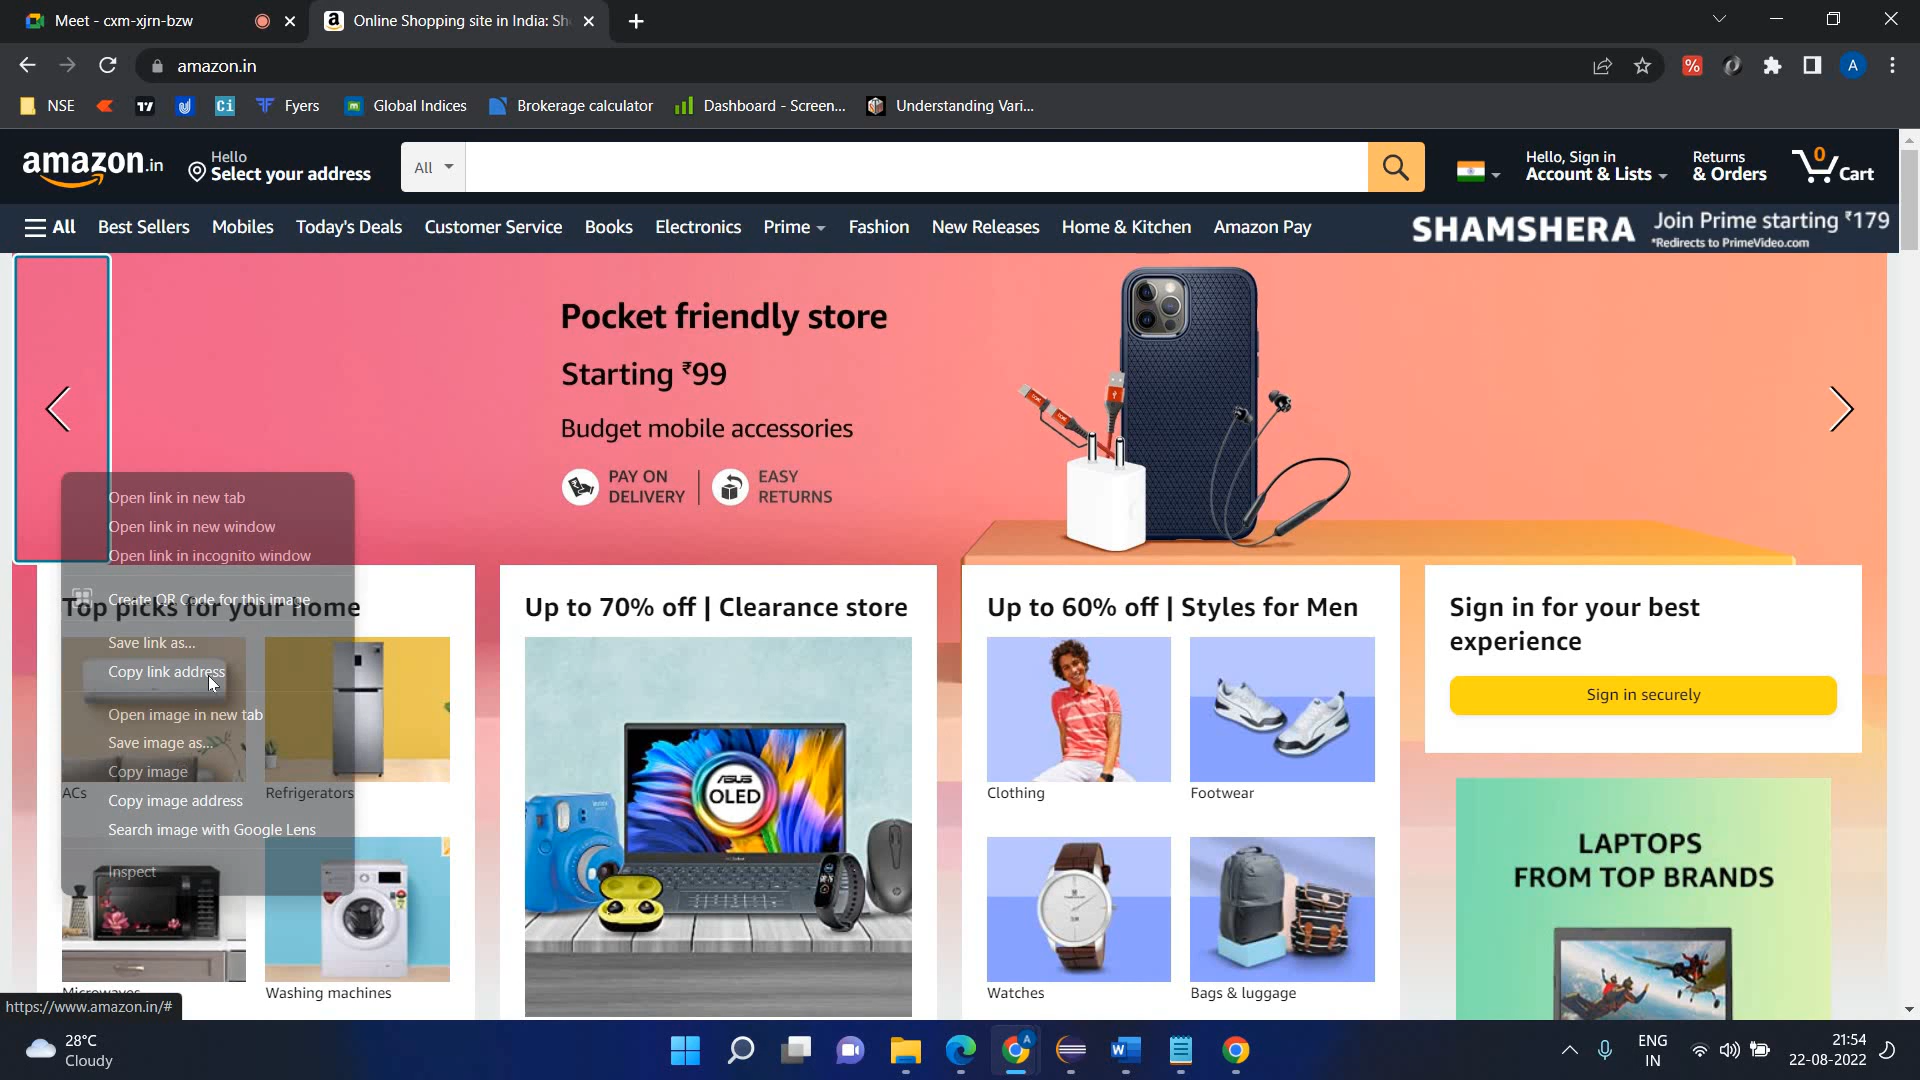 Meet - cxm-xjrn-bzw
Online Shopping site in India: Sh
amazon.in
A
NSE
Ci
Fyers
Global Indices
Brokerage calculator
Dashboard - Screen...
Understanding Vari...
amazon.in
Hello
Select your address
All
Hello, Sign in
Account & Lists
Returns
& Orders
0
Cart
All
Best Sellers
Mobiles
Today's Deals
Customer Service
Books
Electronics
Prime
Fashion
New Releases
Home & Kitchen
Amazon Pay
SHAMSHERA
Join Prime starting ₹179
*Redirects to PrimeVideo.com
Pocket friendly store
Starting ₹99
Budget mobile accessories
PAY ON
DELIVERY
EASY
RETURNS
Open link in new tab
Open link in new window
Open link in incognito window
Create QR Code for this image
Save link as...
Copy link address
Open image in new tab
Save image as...
Copy image
Copy image address
Search image with Google Lens
Inspect
Top picks for your home
ACs
Refrigerators
Microwaves
Washing machines
Up to 70% off | Clearance store
ASUS
OLED
Up to 60% off | Styles for Men
Clothing
Footwear
Watches
Bags & luggage
Sign in for your best
experience
Sign in securely
LAPTOPS
FROM TOP BRANDS
https://www.amazon.in/#
28°C
Cloudy
ENG
IN
21:54
22-08-2022